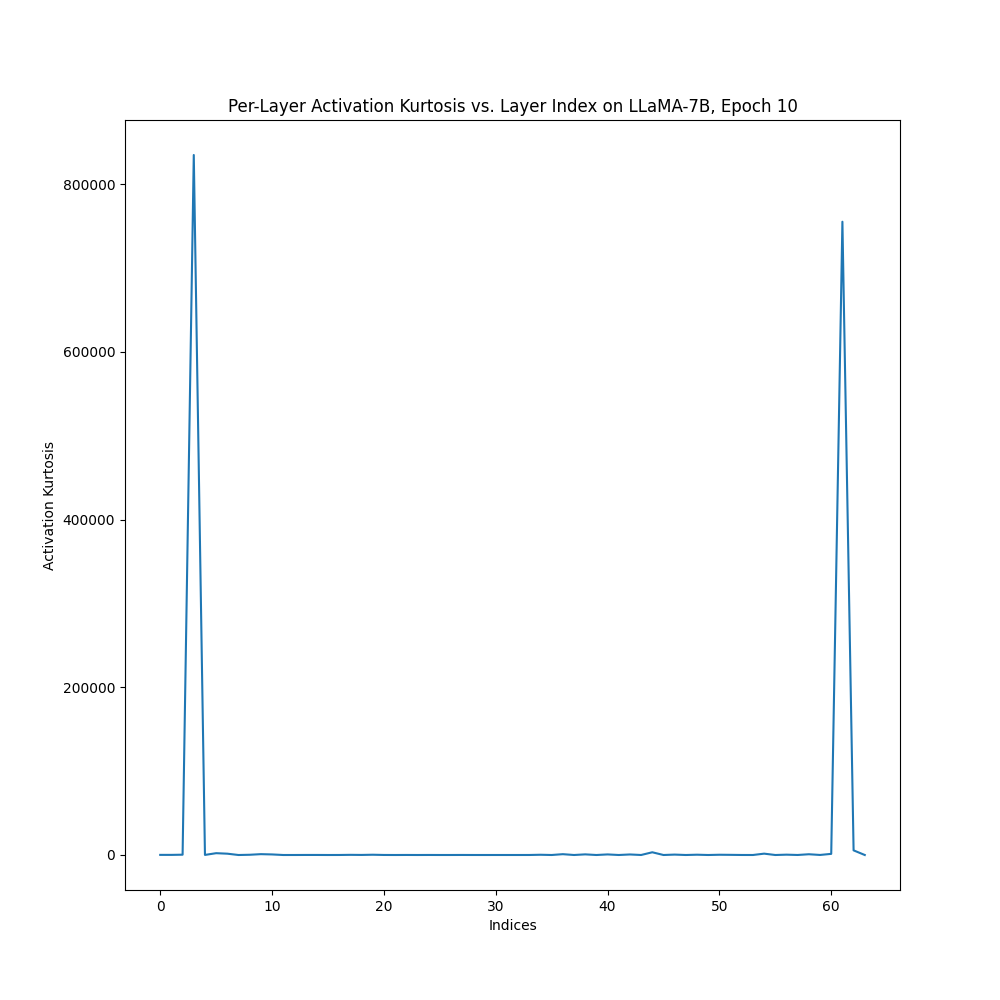 Per-Layer Activation Kurtosis vs. Layer Index on LLaMA-7B, Epoch 10
800000
600000
400000
200000
0
Activation Kurtosis
0 10 20 30 40 50 60
Indices